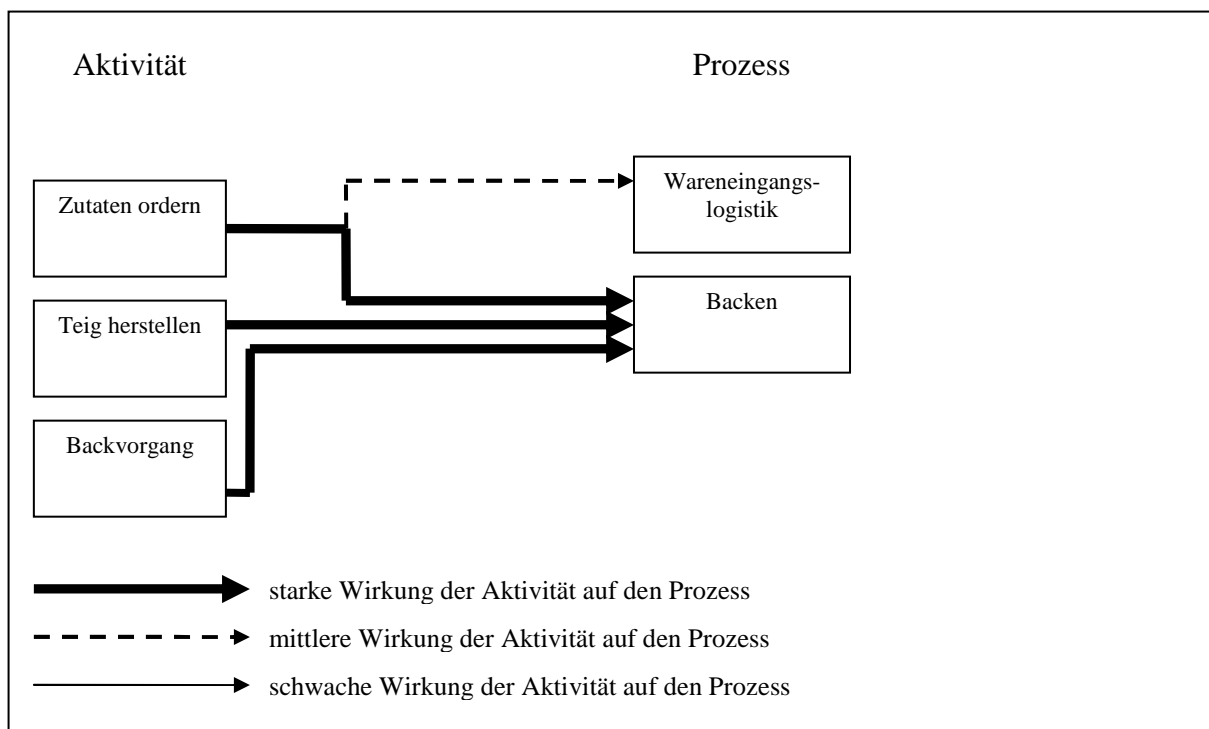 Aktivität
Prozess
Zutaten ordern
Wareneingangs-
logistik
Teig herstellen
Backen
Backvorgang
starke Wirkung der Aktivität auf den Prozess
mittlere Wirkung der Aktivität auf den Prozess
schwache Wirkung der Aktivität auf den Prozess